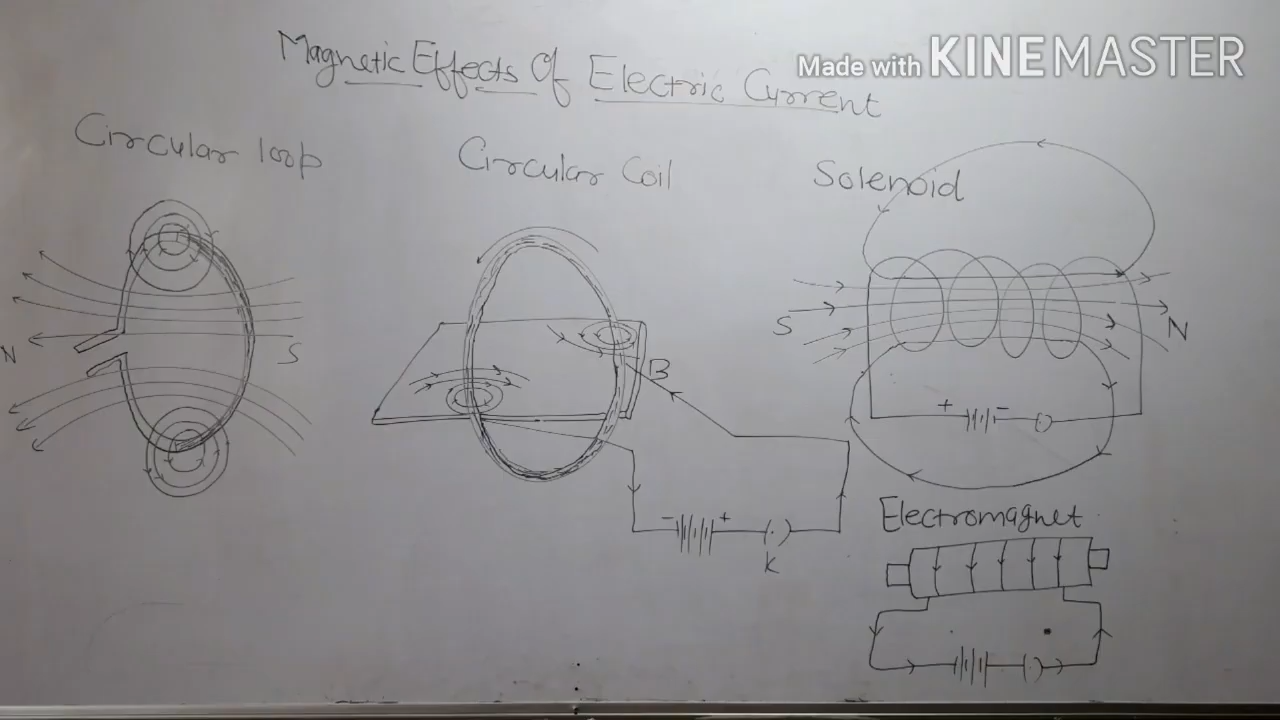 Made with KINEMASTER
Magnetic Effects Of Electric Current
Circular loop
Circular Coil
Solenoid
N
S
B
S
N
+
-
-
+
K
Electromagnet